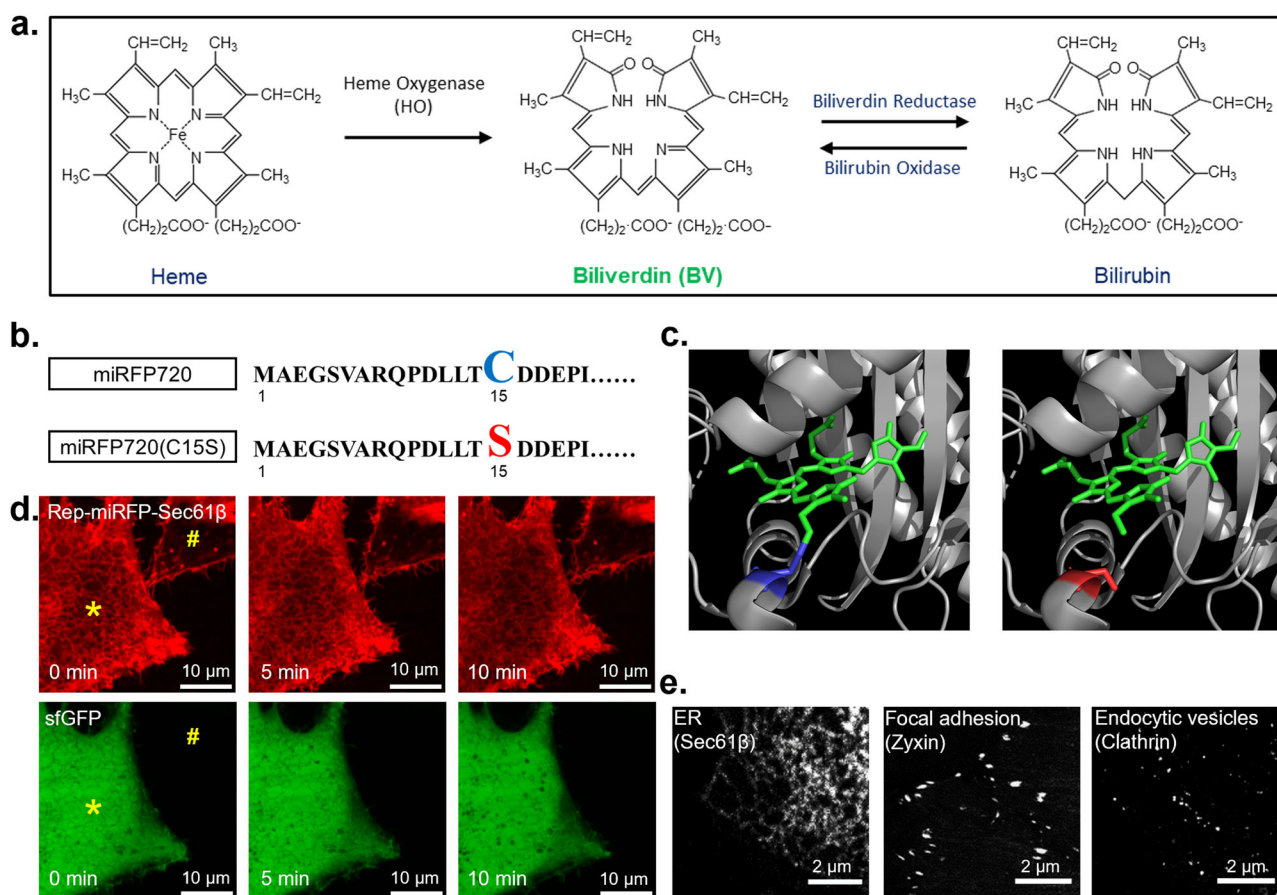 a.
CH=CH₂
CH₃
H₃C
CH=CH₂
N
N
Fe
N
N
H₃C
CH₃
(CH₂)₂COO⁻
(CH₂)₂COO⁻
Heme
Heme Oxygenase
(HO)
CH=CH₂
CH₃
O
O
H₃C
NH
HN
CH=CH₂
NH
N
H₃C
CH₃
(CH₂)₂·COO⁻
(CH₂)₂·COO⁻
Biliverdin (BV)
Biliverdin Reductase
Bilirubin Oxidase
CH=CH₂
CH₃
O
O
H₃C
NH
HN
CH=CH₂
NH
HN
H₃C
CH₃
(CH₂)₂COO⁻
(CH₂)₂COO⁻
Bilirubin
b.
miRFP720
MAEGSVARQPDLLTCDDEPI......
1
15
miRFP720(C15S)
MAEGSVARQPDLLTSDDEPI......
1
15
c.
d.
Rep-miRFP-Sec61β
#
*
0 min
10 µm
5 min
10 µm
10 min
10 µm
sfGFP
#
*
0 min
10 µm
5 min
10 µm
10 min
10 µm
e.
ER
(Sec61β)
2 µm
Focal adhesion
(Zyxin)
2 µm
Endocytic vesicles
(Clathrin)
2 µm